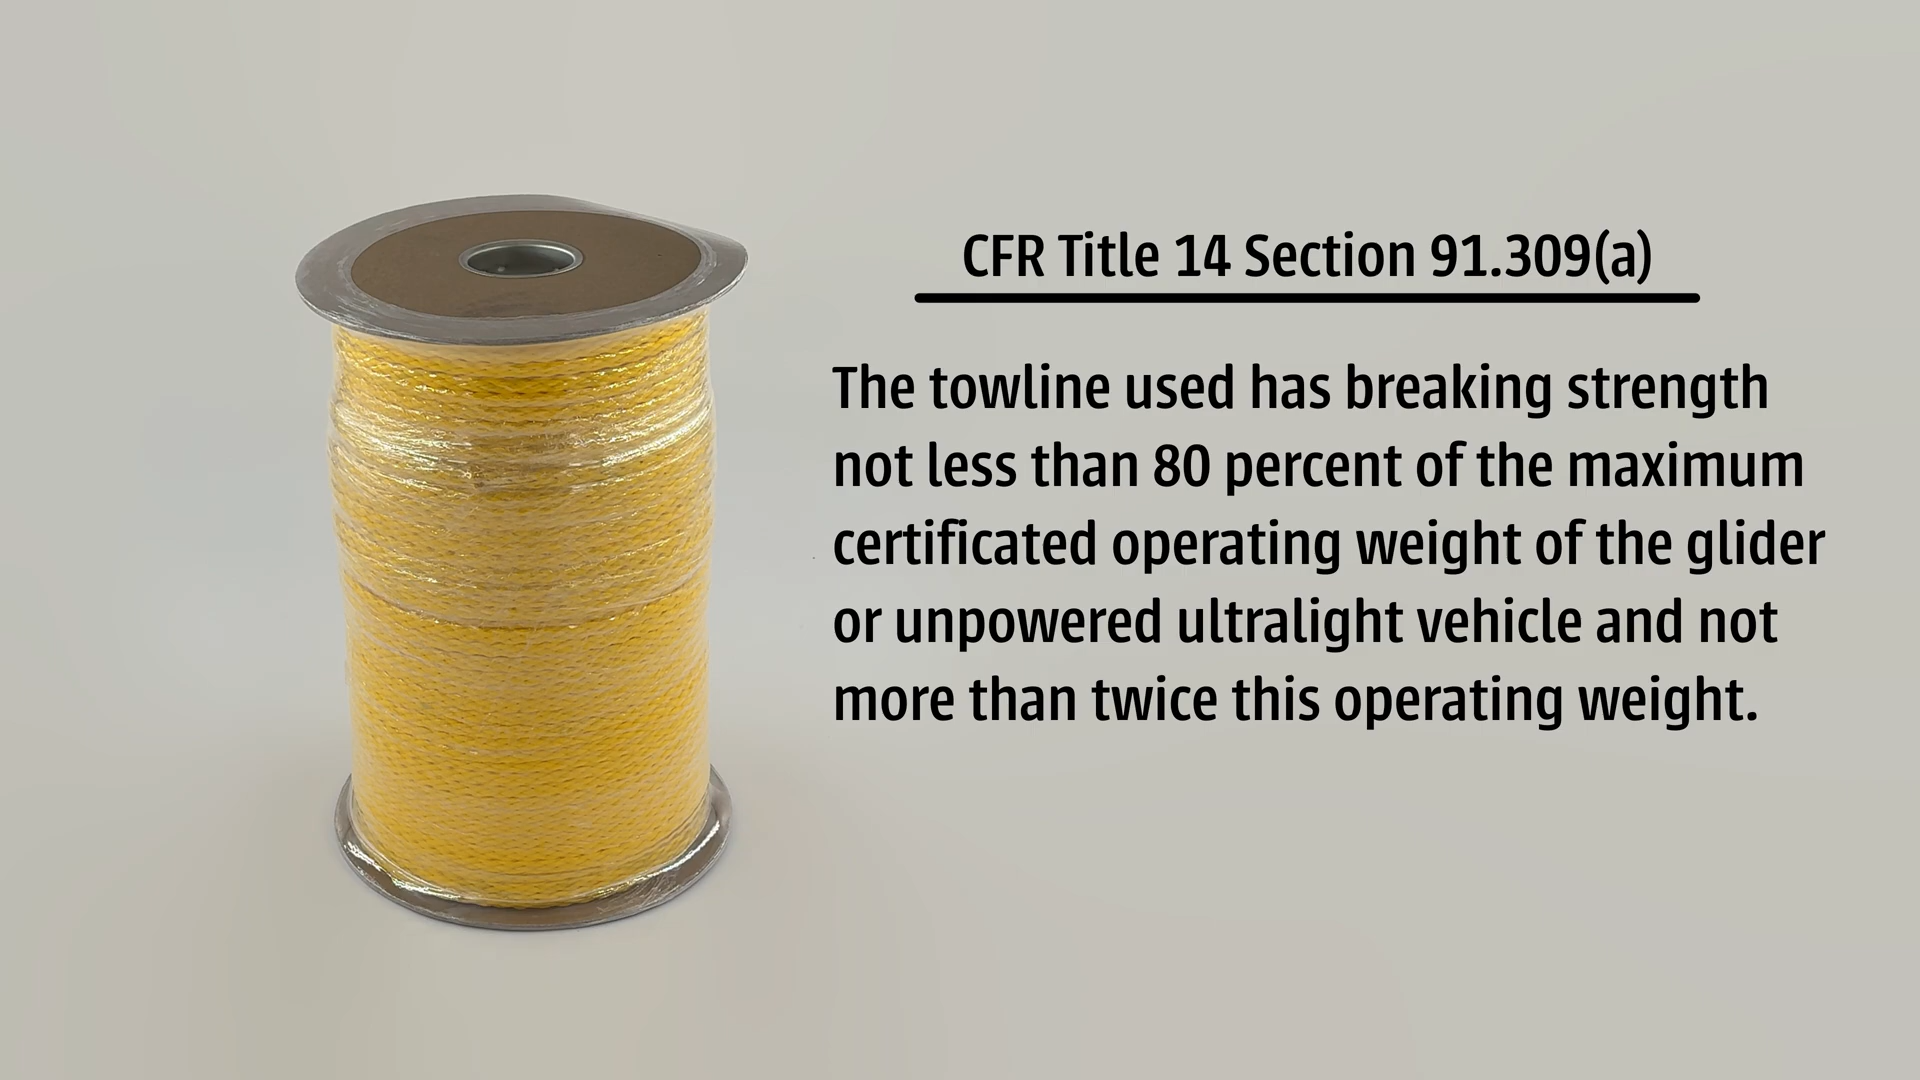 CFR Title 14 Section 91.309(a)
The towline used has breaking strength
not less than 80 percent of the maximum
certificated operating weight of the glider
or unpowered ultralight vehicle and not
more than twice this operating weight.